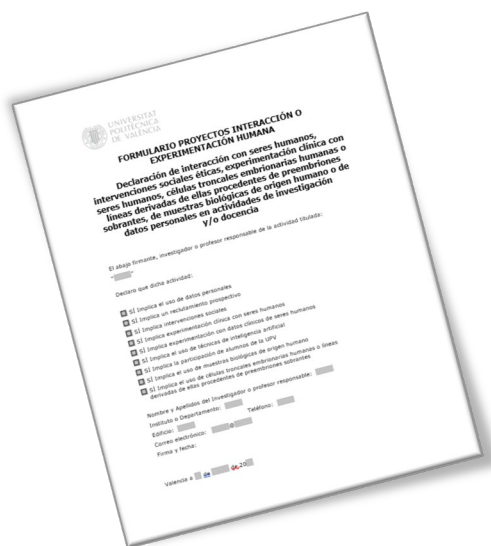 UNIVERSITAT
POLITÈCNICA
DE VALÈNCIA
FORMULARIO PROYECTOS INTERACCIÓN O
EXPERIMENTACIÓN HUMANA
Declaración de interacción con seres humanos,
intervenciones sociales éticas, experimentación clínica con
seres humanos, células troncales embrionarias humanas o
líneas derivadas de ellas procedentes de preembriones
sobrantes, de muestras biológicas de origen humano o de
datos personales en actividades de investigación
y/o docencia
El abajo firmante, investigador o profesor responsable de la actividad titulada:
" "
Declaro que dicha actividad:
SÍ Implica el uso de datos personales
SÍ Implica un reclutamiento prospectivo
SÍ Implica intervenciones sociales
SÍ Implica experimentación clínica con seres humanos
SÍ Implica experimentación con datos clínicos de seres humanos
SÍ Implica el uso de técnicas de inteligencia artificial
SÍ Implica la participación de alumnos de la UPV
SÍ Implica el uso de muestras biológicas de origen humano
SÍ Implica el uso de células troncales embrionarias humanas o líneas
derivadas de ellas procedentes de preembriones sobrantes
Nombre y Apellidos del Investigador o profesor responsable:
Instituto o Departamento:
Edificio: Teléfono:
Correo electrónico: @
Firma y fecha:
Valencia a de de 20